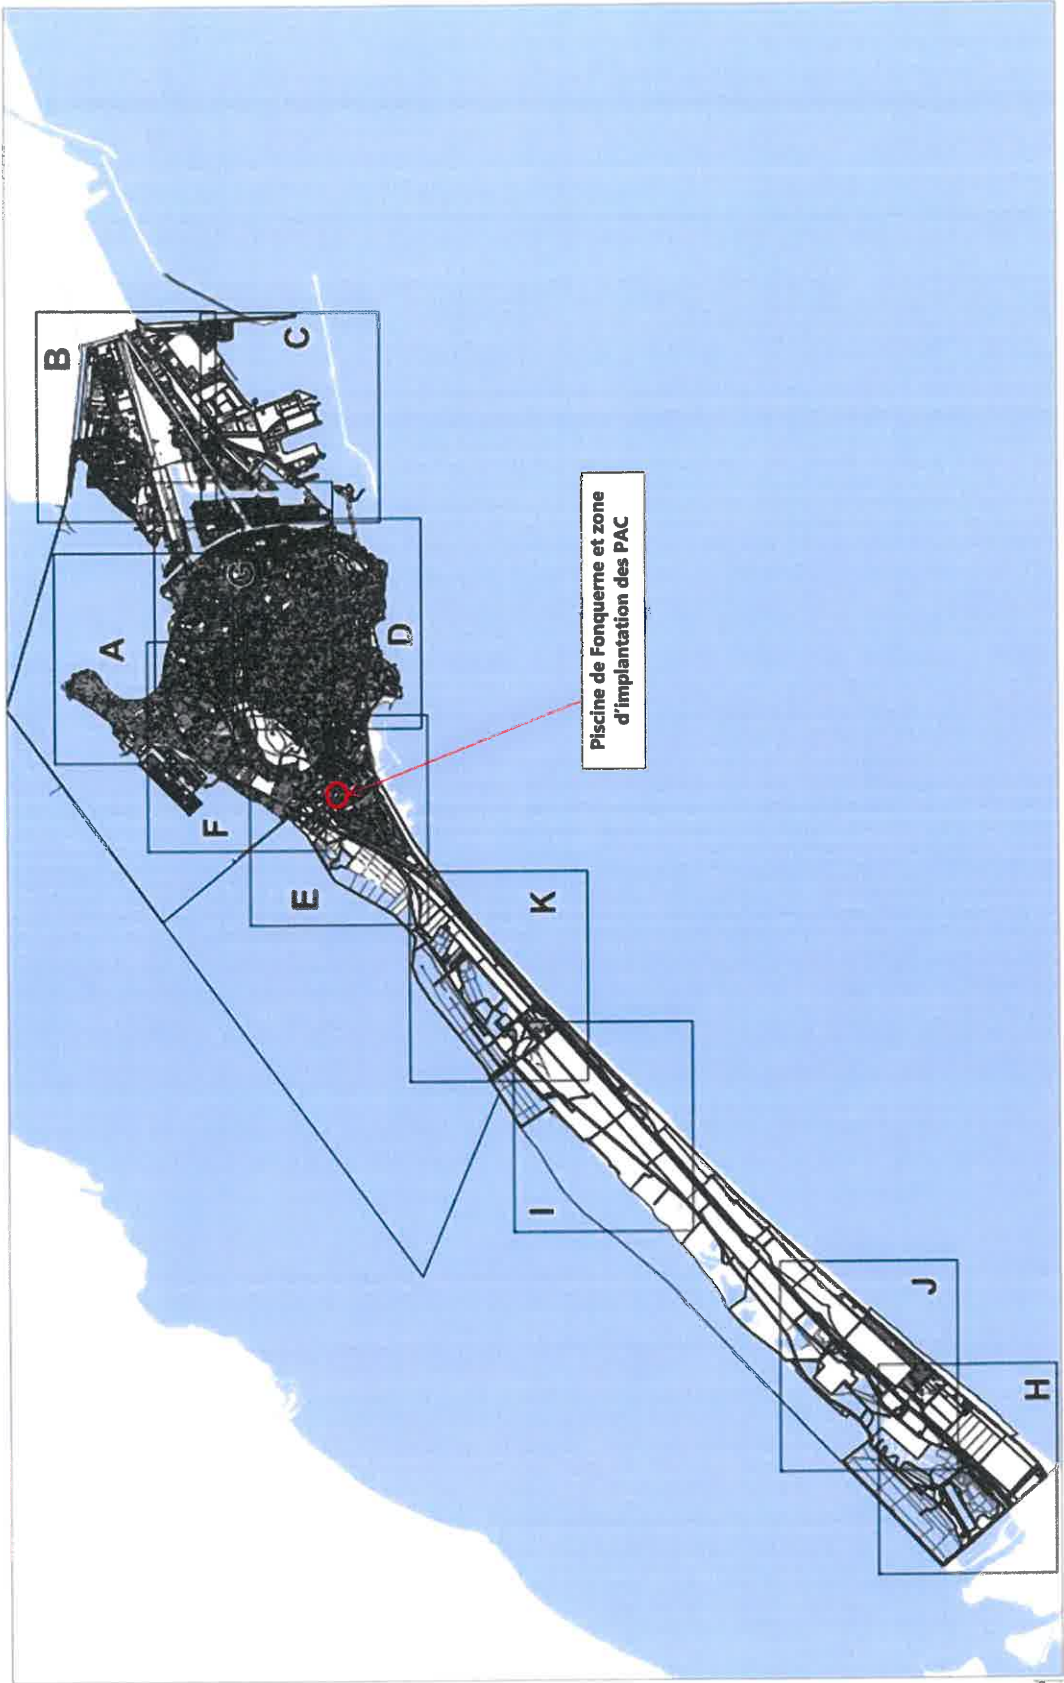 B
C
A
G
D
F
E
K
I
J
H
Piscine de Fonquerne et zone
d'implantation des PAC